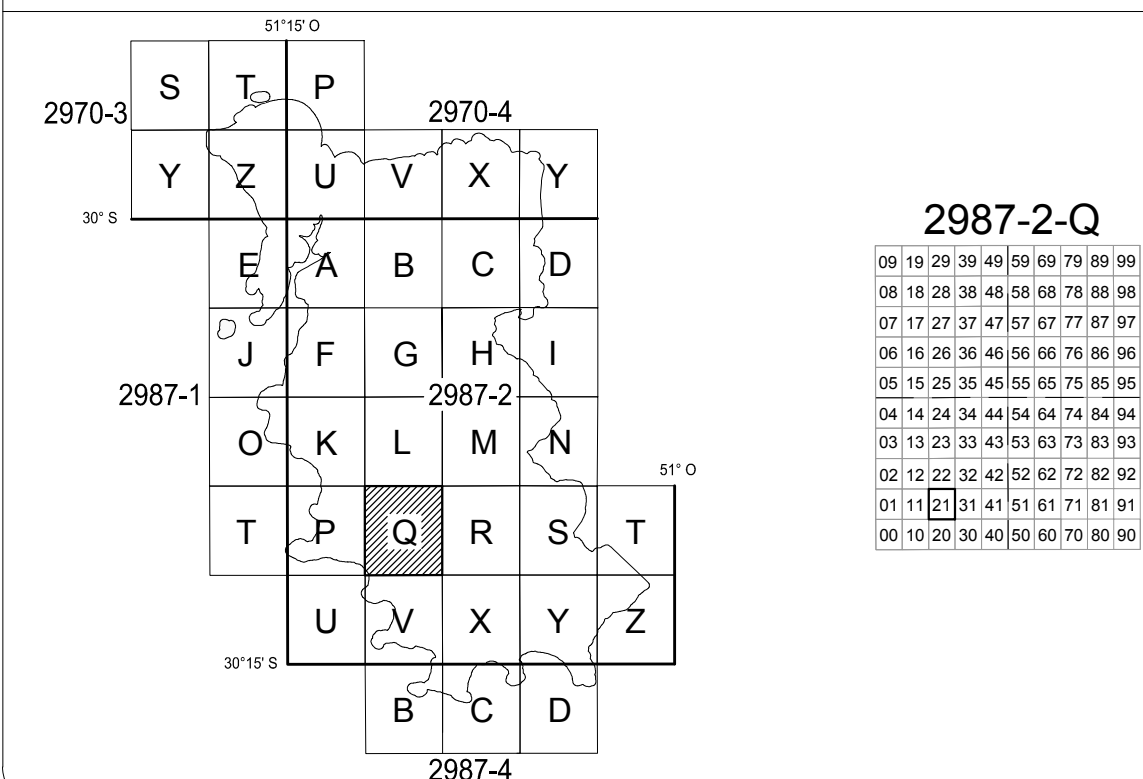 51°15' O
S T P
2970-3 2970-4
Y Z U V X Y
30° S
E A B C D
J F G H I
2987-1 2987-2
O K L M N
51° O
T P Q R S T
U V X Y Z
30°15' S
B C D
2987-4
2987-2-Q
09 19 29 39 49 59 69 79 89 99
08 18 28 38 48 58 68 78 88 98
07 17 27 37 47 57 67 77 87 97
06 16 26 36 46 56 66 76 86 96
05 15 25 35 45 55 65 75 85 95
04 14 24 34 44 54 64 74 84 94
03 13 23 33 43 53 63 73 83 93
02 12 22 32 42 52 62 72 82 92
01 11 21 31 41 51 61 71 81 91
00 10 20 30 40 50 60 70 80 90